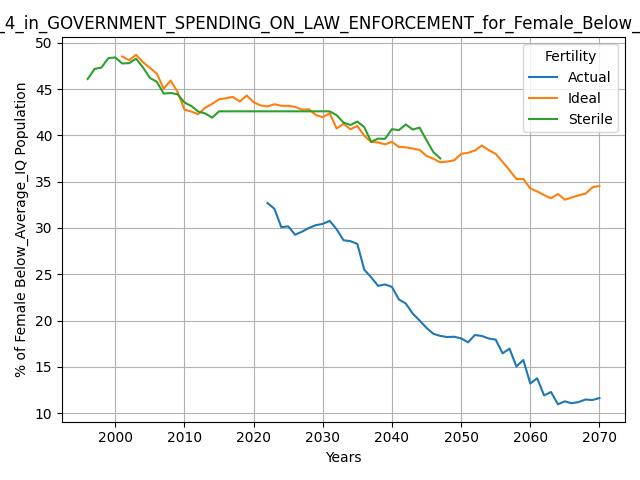 _4_in_GOVERNMENT_SPENDING_ON_LAW_ENFORCEMENT_for_Female_Below_
% of Female Below_Average_IQ Population
50
45
40
35
30
25
20
15
10
Fertility
Actual
Ideal
Sterile
2000 2010 2020 2030 2040 2050 2060 2070
Years